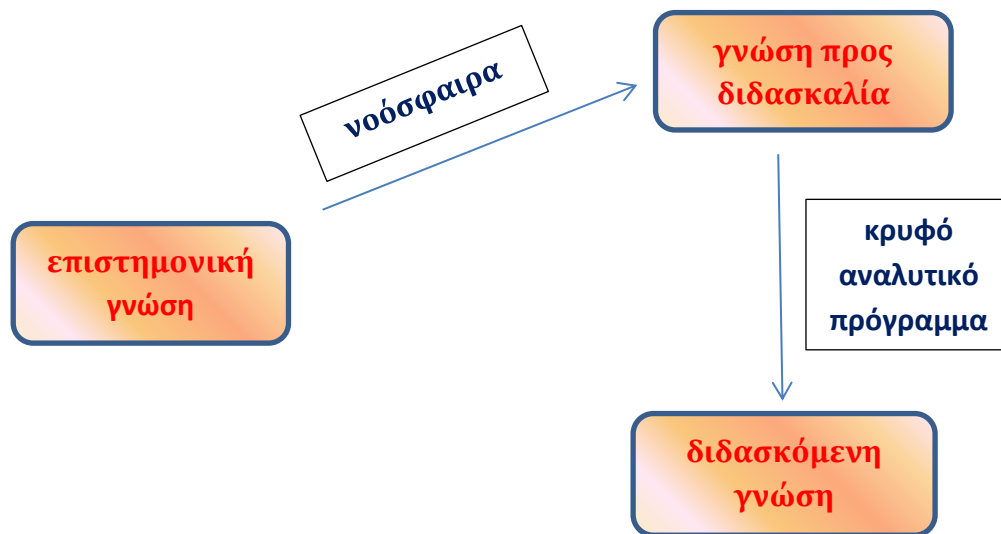 γνώση προς
διδασκαλία
νοόσφαιρα
επιστημονική
γνώση
κρυφό
αναλυτικό
πρόγραμμα
διδασκόμενη
γνώση